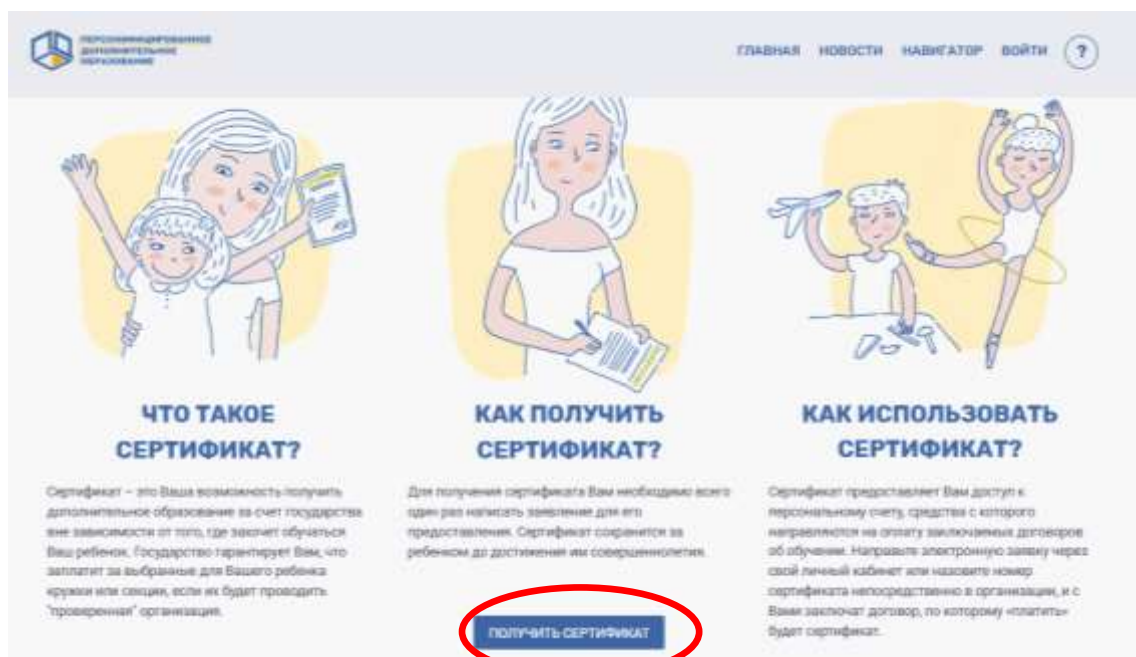 ПЕРСОНИФИЦИРОВАННОЕ
ДОПОЛНИТЕЛЬНОЕ
ОБРАЗОВАНИЕ
ГЛАВНАЯ НОВОСТИ НАВИГАТОР ВОЙТИ ?
ЧТО ТАКОЕ
СЕРТИФИКАТ?
Сертификат – это Ваша возможность получить
дополнительное образование за счет государства
вне зависимости от того, где захочет обучаться
Ваш ребенок. Государство гарантирует Вам, что
заплатит за выбранные для Вашего ребенка
кружки или секции, если их будет проводить
"проверенная" организация.
КАК ПОЛУЧИТЬ
СЕРТИФИКАТ?
Для получения сертификата Вам необходимо всего
один раз написать заявление для его
предоставления. Сертификат сохранится за
ребенком до достижения им совершеннолетия.
ПОЛУЧИТЬ СЕРТИФИКАТ
КАК ИСПОЛЬЗОВАТЬ
СЕРТИФИКАТ?
Сертификат предоставляет Вам доступ к
персональному счету, средства с которого
направляются на оплату заключаемых договоров
об обучении. Направьте электронную заявку через
свой личный кабинет или назовите номер
сертификата непосредственно в организации, и с
Вами заключат договор, по которому «платить»
будет сертификат.